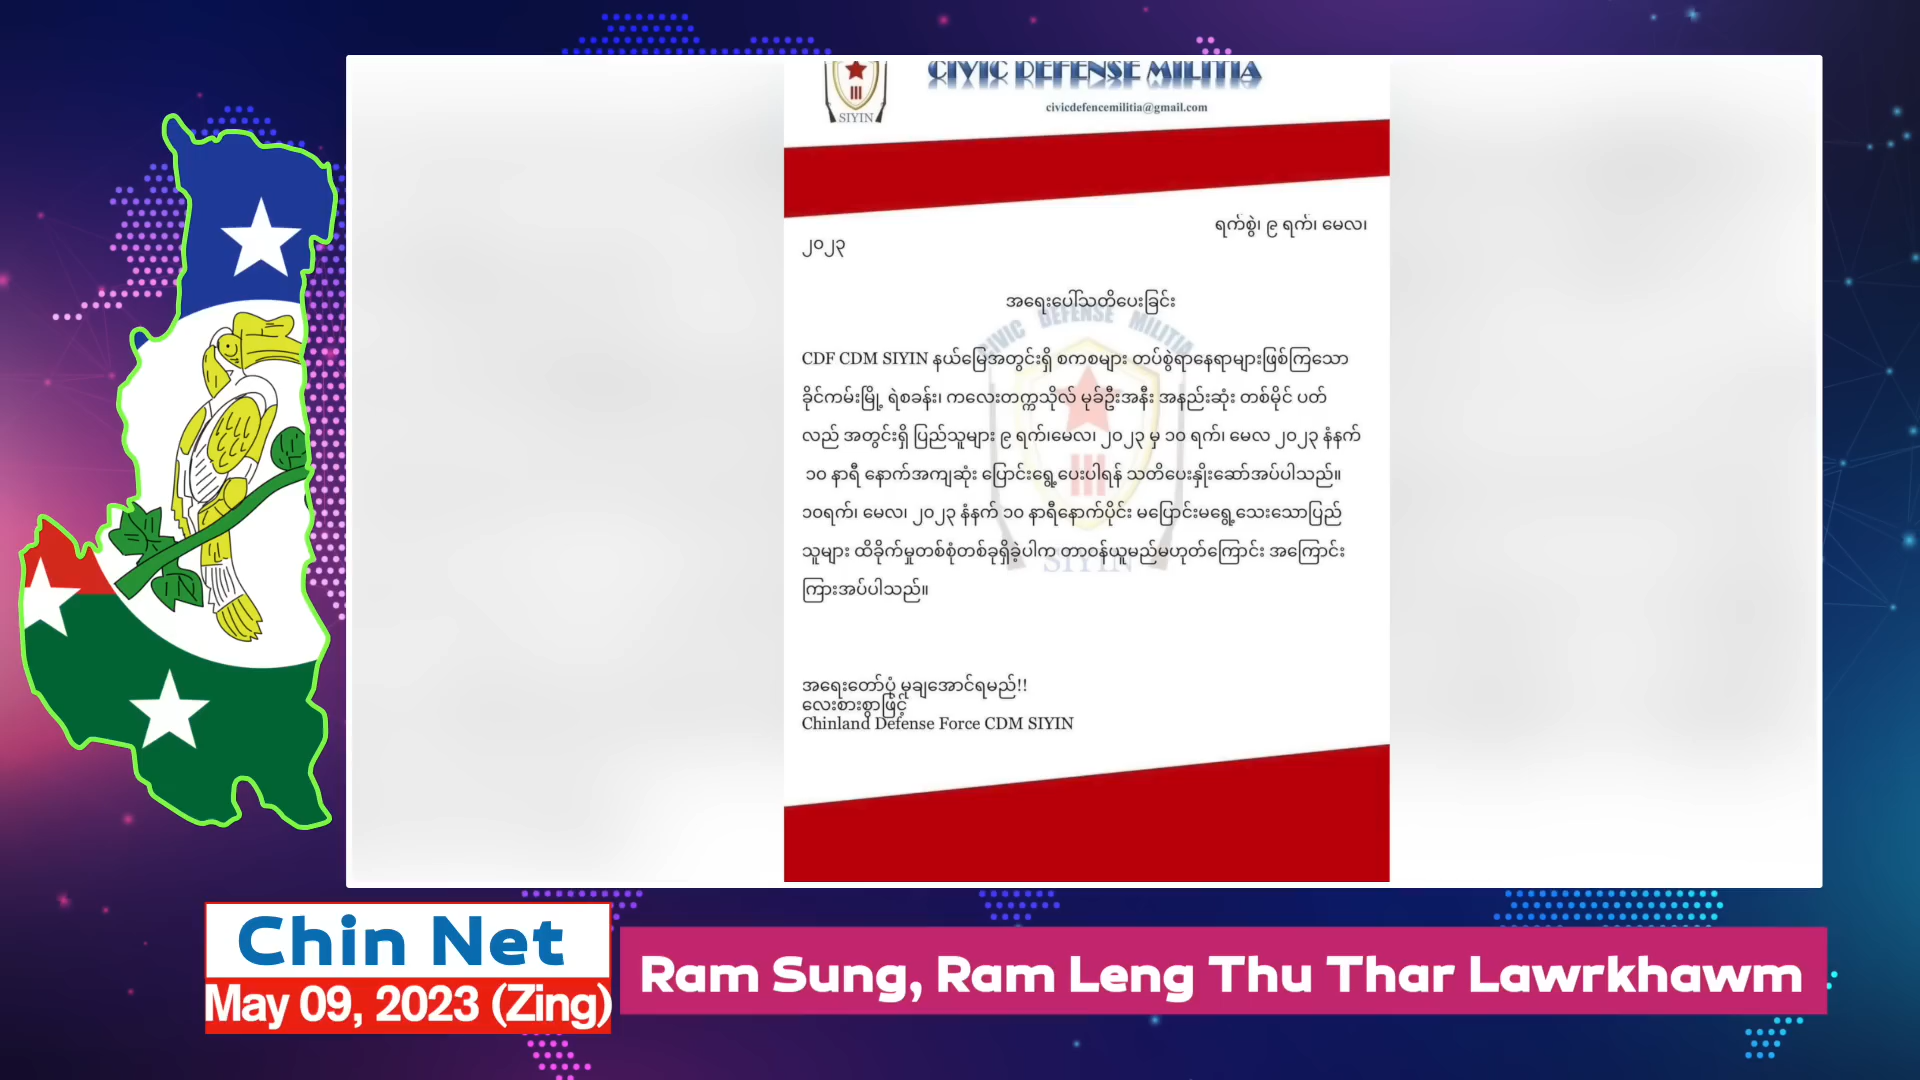 CIVIC DEFENSE MILITIA
civicdefencemilitia@gmail.com
SIYIN
ရက်စွဲ၊ ၉ ရက်၊ မေလ၊
၂၀၂၃
အရေးပေါ်သတိပေးခြင်း
CIVIC DEFENSE MILITIA
CDF CDM SIYIN နယ်မြေအတွင်းရှိ စကစများ တပ်စွဲရာနေရာများဖြစ်ကြသော
ခိုင်ကမ်းမြို့ ရဲစခန်း၊ ကလေးတက္ကသိုလ် မုခ်ဦးအနီး အနည်းဆုံး တစ်မိုင် ပတ်
လည် အတွင်းရှိ ပြည်သူများ ၉ ရက်၊မေလ၊ ၂၀၂၃ မှ ၁၀ ရက်၊ မေလ ၂၀၂၃ နံနက်
၁၀ နာရီ နောက်အကျဆုံး ပြောင်းရွှေ့ပေးပါရန် သတိပေးနှိုးဆော်အပ်ပါသည်။
၁၀ရက်၊ မေလ၊ ၂၀၂၃ နံနက် ၁၀ နာရီနောက်ပိုင်း မပြောင်းမရွှေ့သေးသောပြည်
သူများ ထိခိုက်မှုတစ်စုံတစ်ခုရှိခဲ့ပါက တာဝန်ယူမည်မဟုတ်ကြောင်း အကြောင်း
ကြားအပ်ပါသည်။
SIYIN
အရေးတော်ပုံ မုချအောင်ရမည်!!
လေးစားစွာဖြင့်
Chinland Defense Force CDM SIYIN
Chin Net
May 09, 2023 (Zing)
Ram Sung, Ram Leng Thu Thar Lawrkhawm